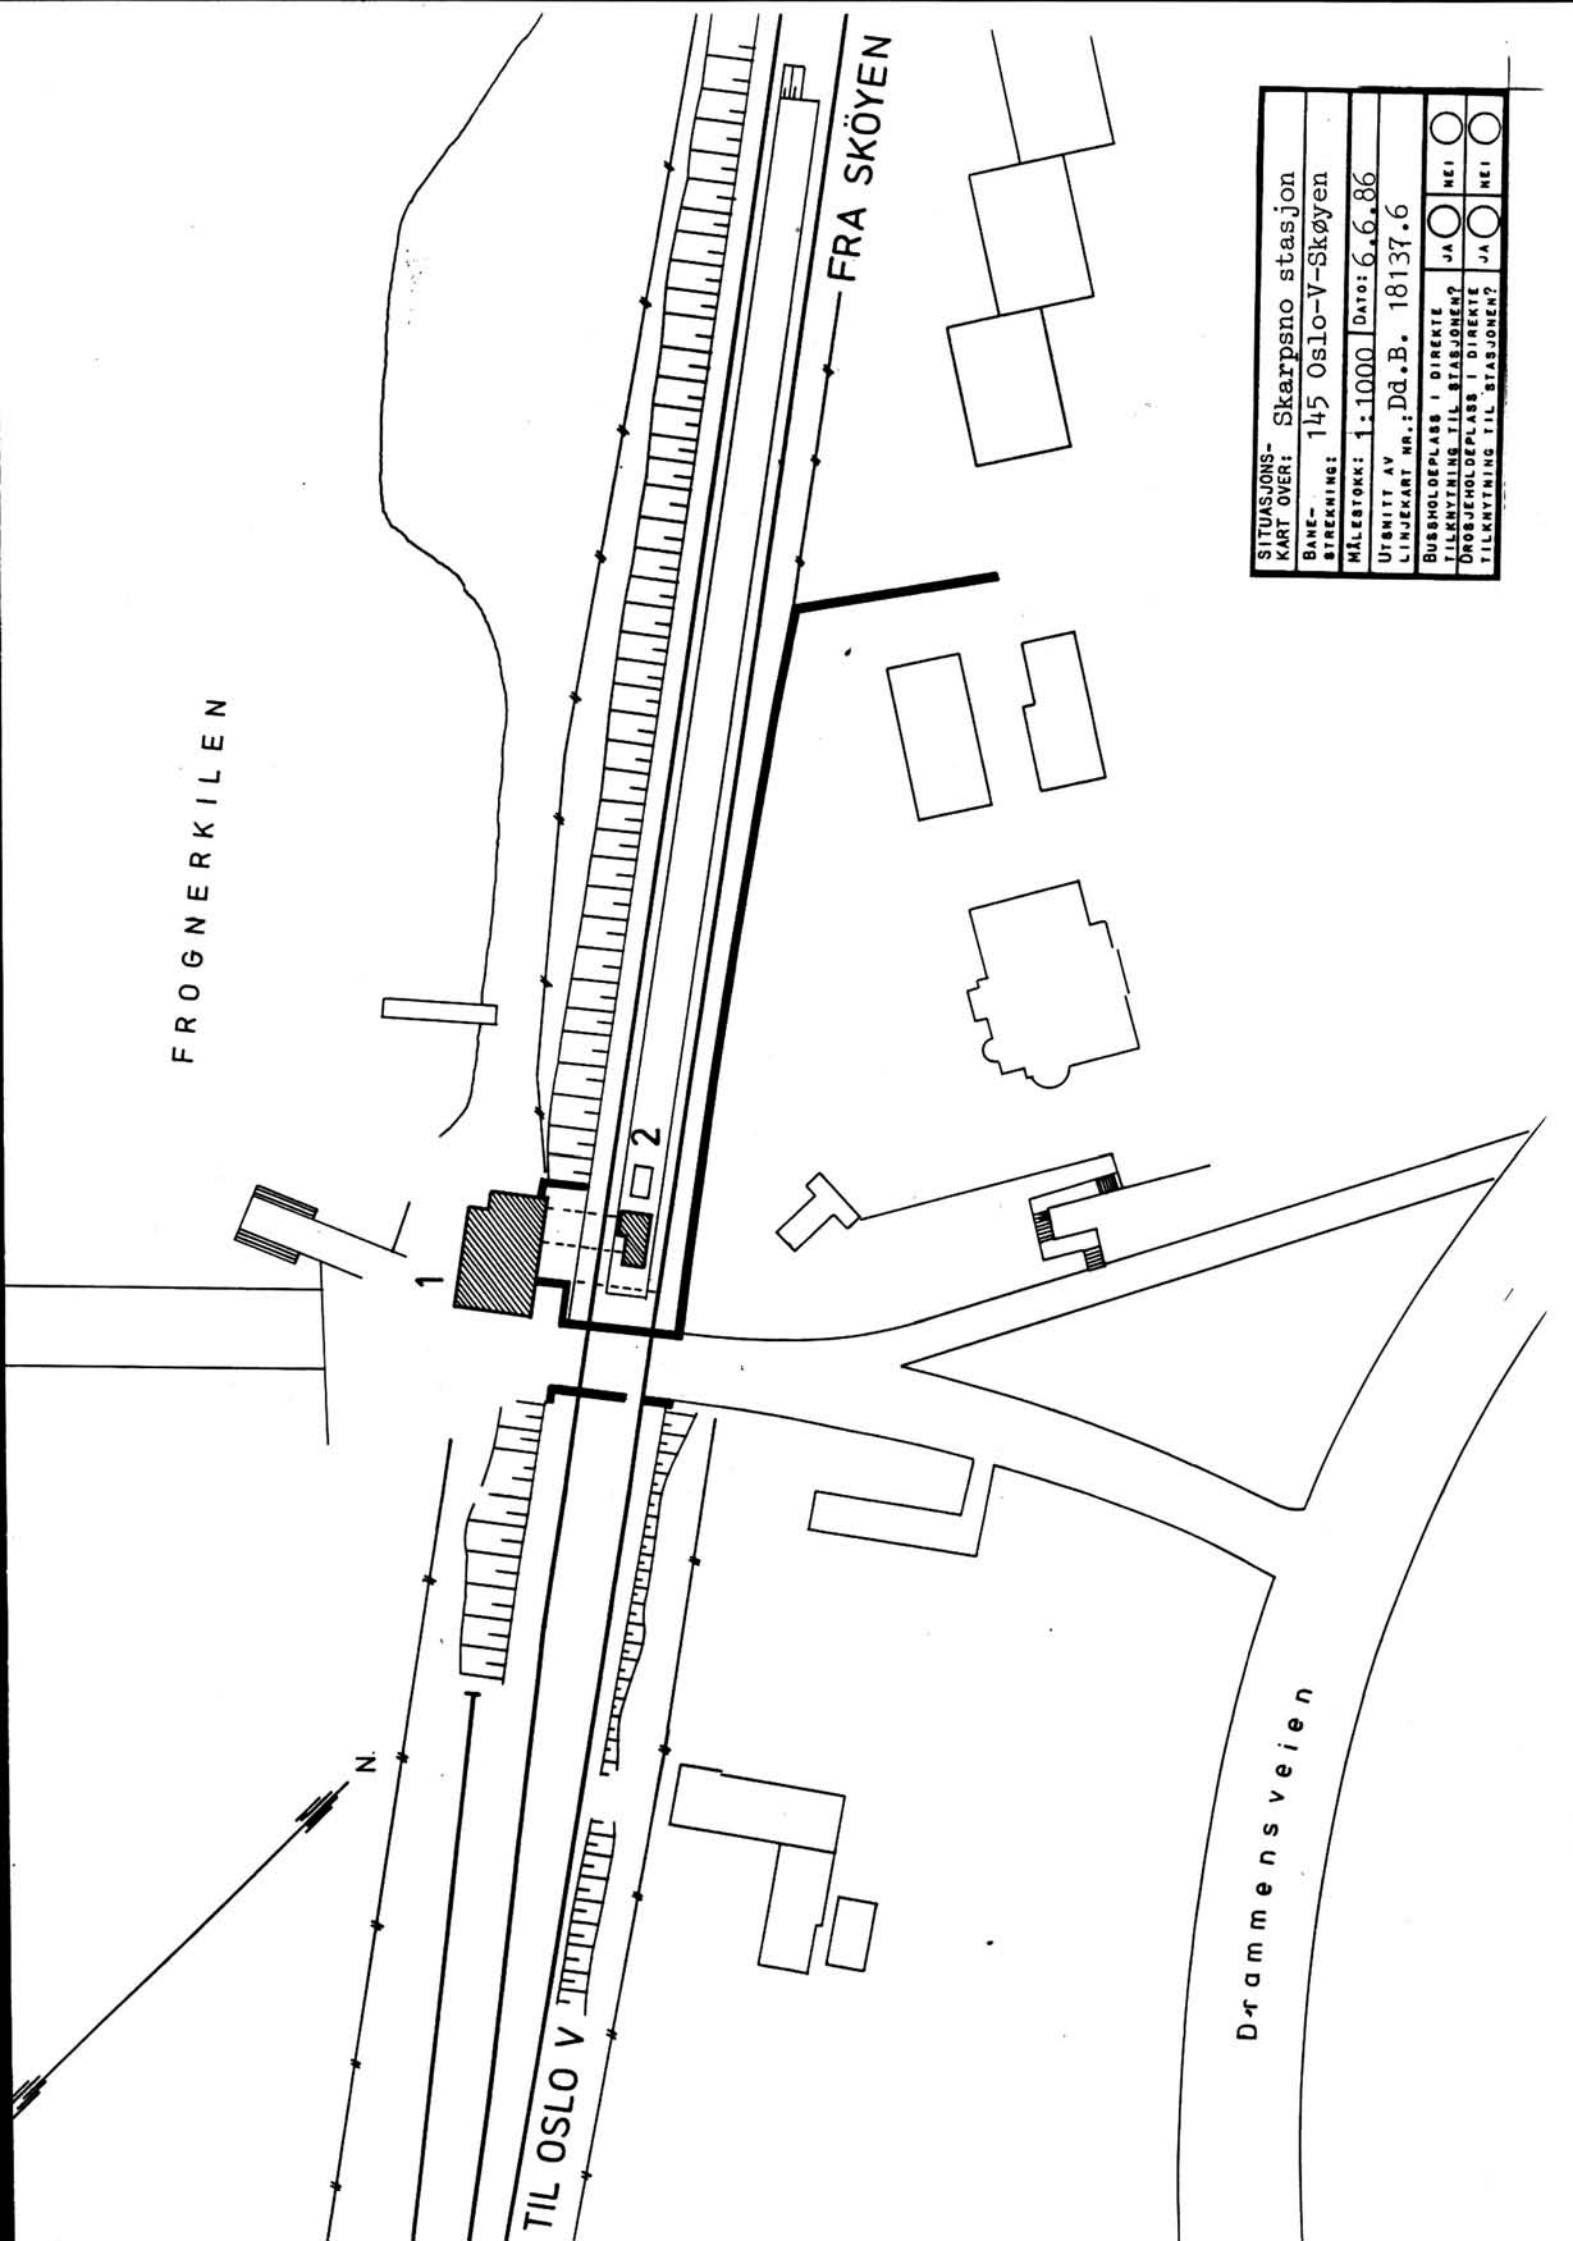 FROGNERKILEN
FRA SKÖYEN
1
2
N.
TIL OSLO V
Drammensveien
SITUASJONS-
KART OVER: Skarpsno stasjon
BANE-
STREKNING: 145 Oslo-V-Skøyen
MÅLESTOKK: 1:1000 DATO: 6.6.86
UTSNITT AV
LINJEKART NR.: Dd.B. 18137.6
BUSSHOLDEPLASS I DIREKTE
TILKNYTNING TIL STASJONEN? JA NEI
DROSJEHOLDEPLASS I DIREKTE
TILKNYTNING TIL STASJONEN? JA NEI